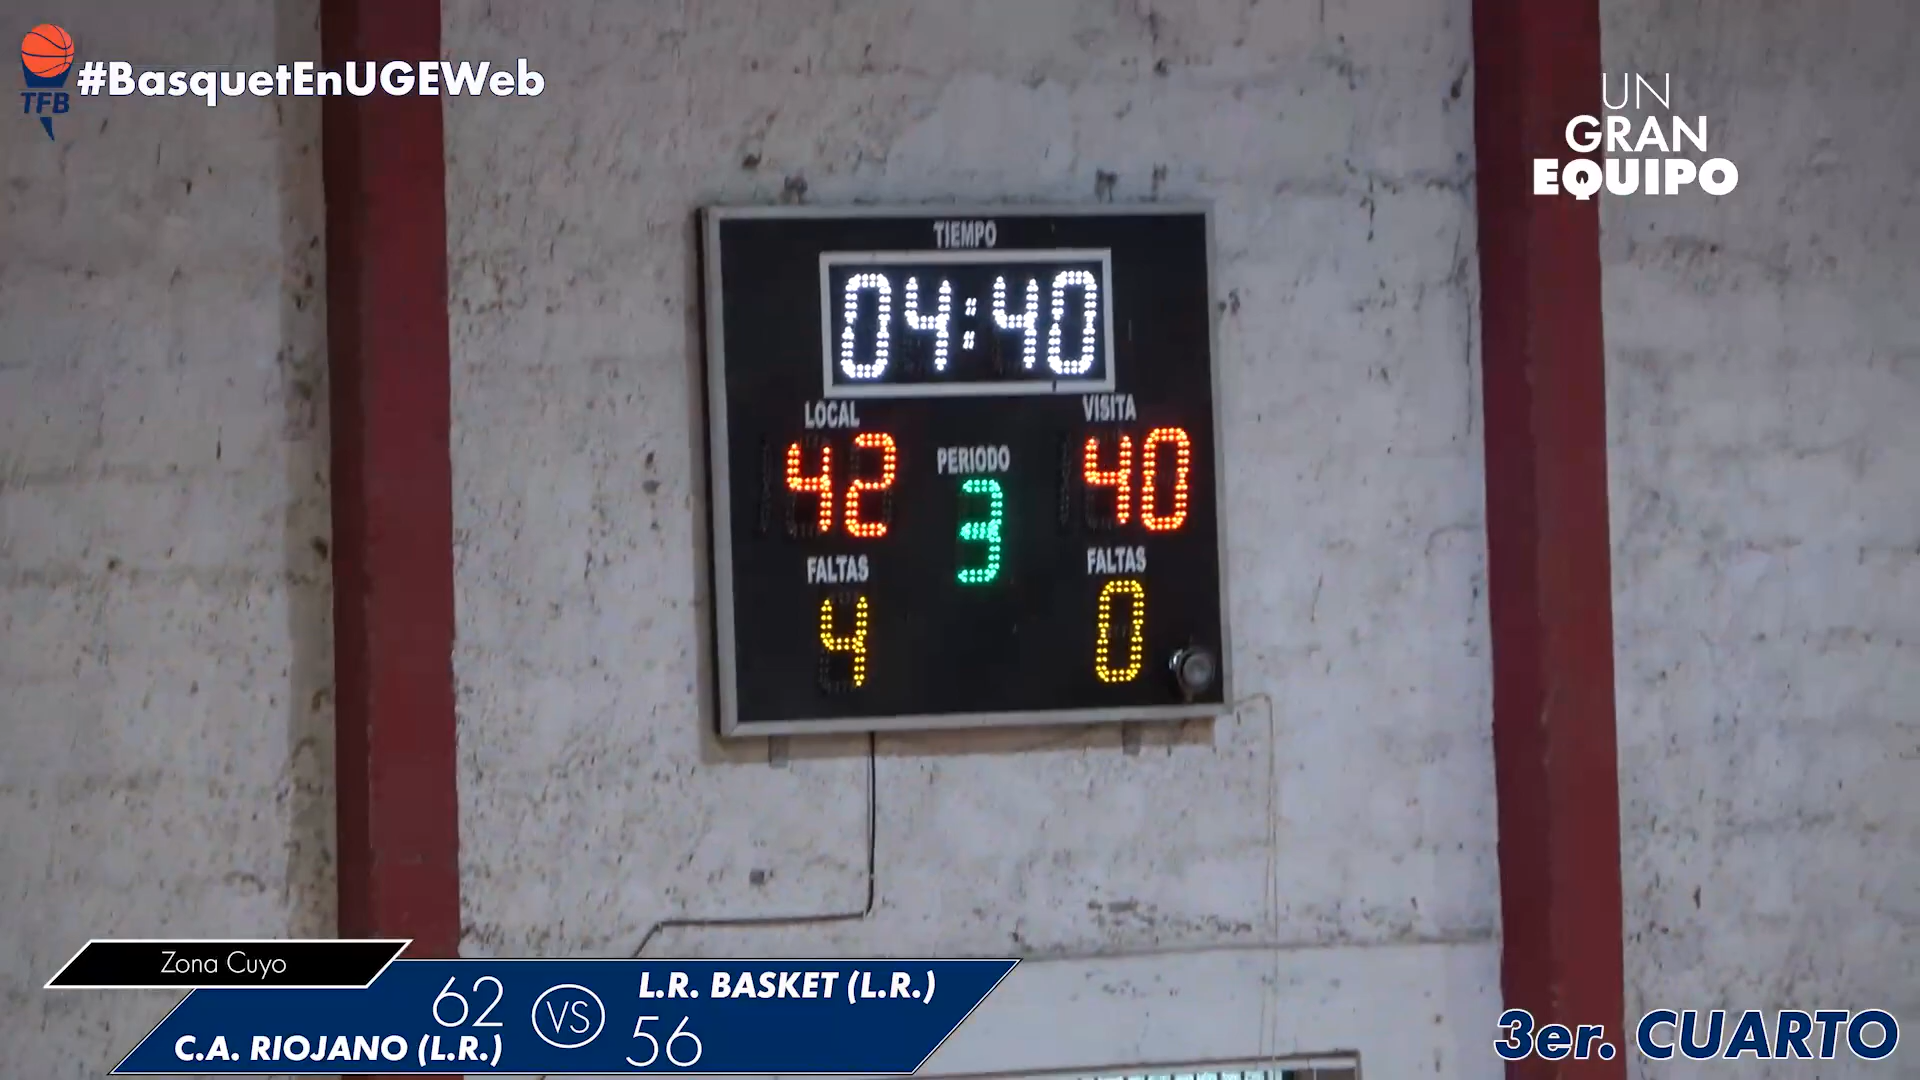 TFB
#BasquetEnUGEWeb
UN
GRAN
EQUIPO
TIEMPO
04:40
LOCAL
VISITA
42
PERIODO
40
3
FALTAS
FALTAS
4
0
Zona Cuyo
62
VS
L.R. BASKET (L.R.)
C.A. RIOJANO (L.R.)
56
3er. CUARTO